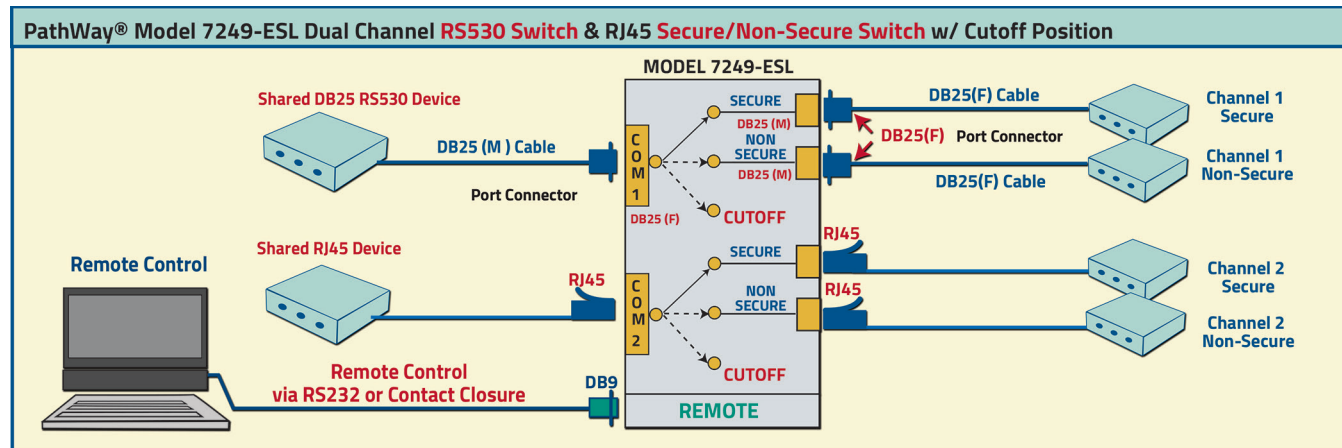 PathWay® Model 7249-ESL Dual Channel RS530 Switch & RJ45 Secure/Non-Secure Switch w/ Cutoff Position
MODEL 7249-ESL
Shared DB25 RS530 Device
DB25 (M ) Cable
Port Connector
COM 1
DB25 (F)
SECURE
DB25 (M)
NON
SECURE
DB25 (M)
CUTOFF
DB25(F) Cable
DB25(F)
Port Connector
DB25(F) Cable
Channel 1
Secure
Channel 1
Non-Secure
Shared RJ45 Device
RJ45
COM 2
SECURE
NON
SECURE
CUTOFF
RJ45
RJ45
Channel 2
Secure
Channel 2
Non-Secure
Remote Control
Remote Control
via RS232 or Contact Closure
DB9
REMOTE